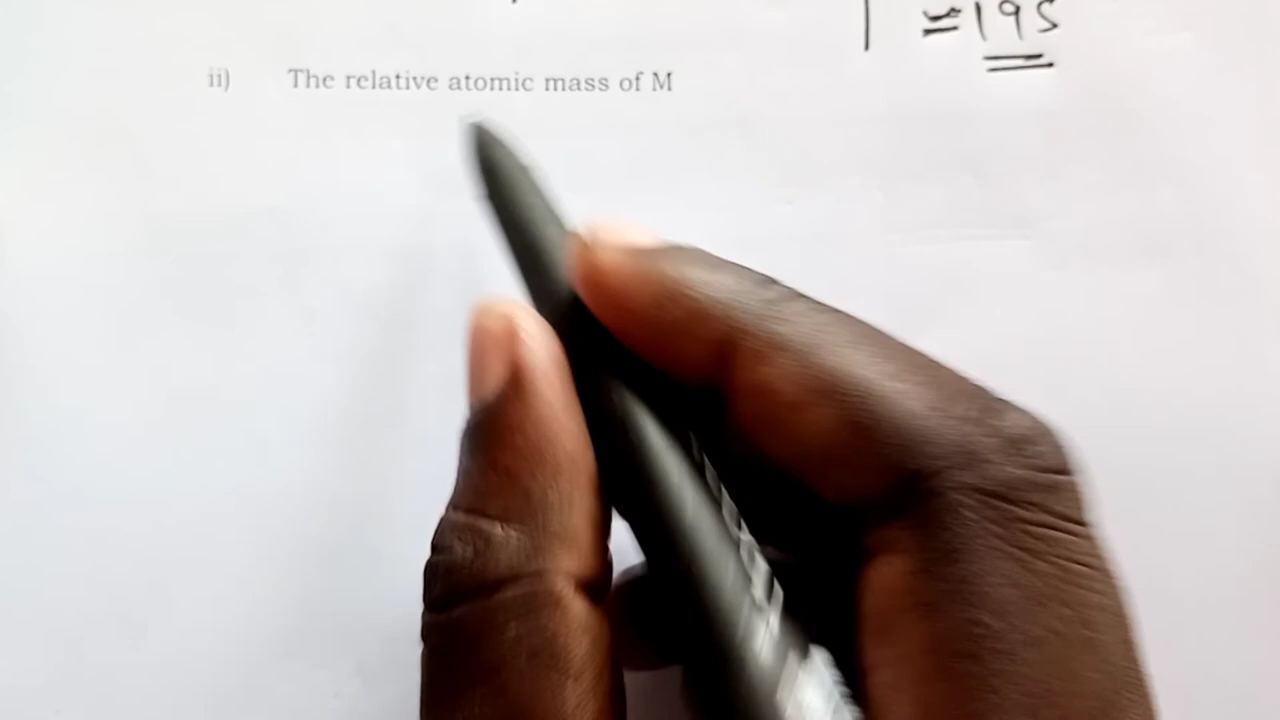 ≃195
ii) The relative atomic mass of M